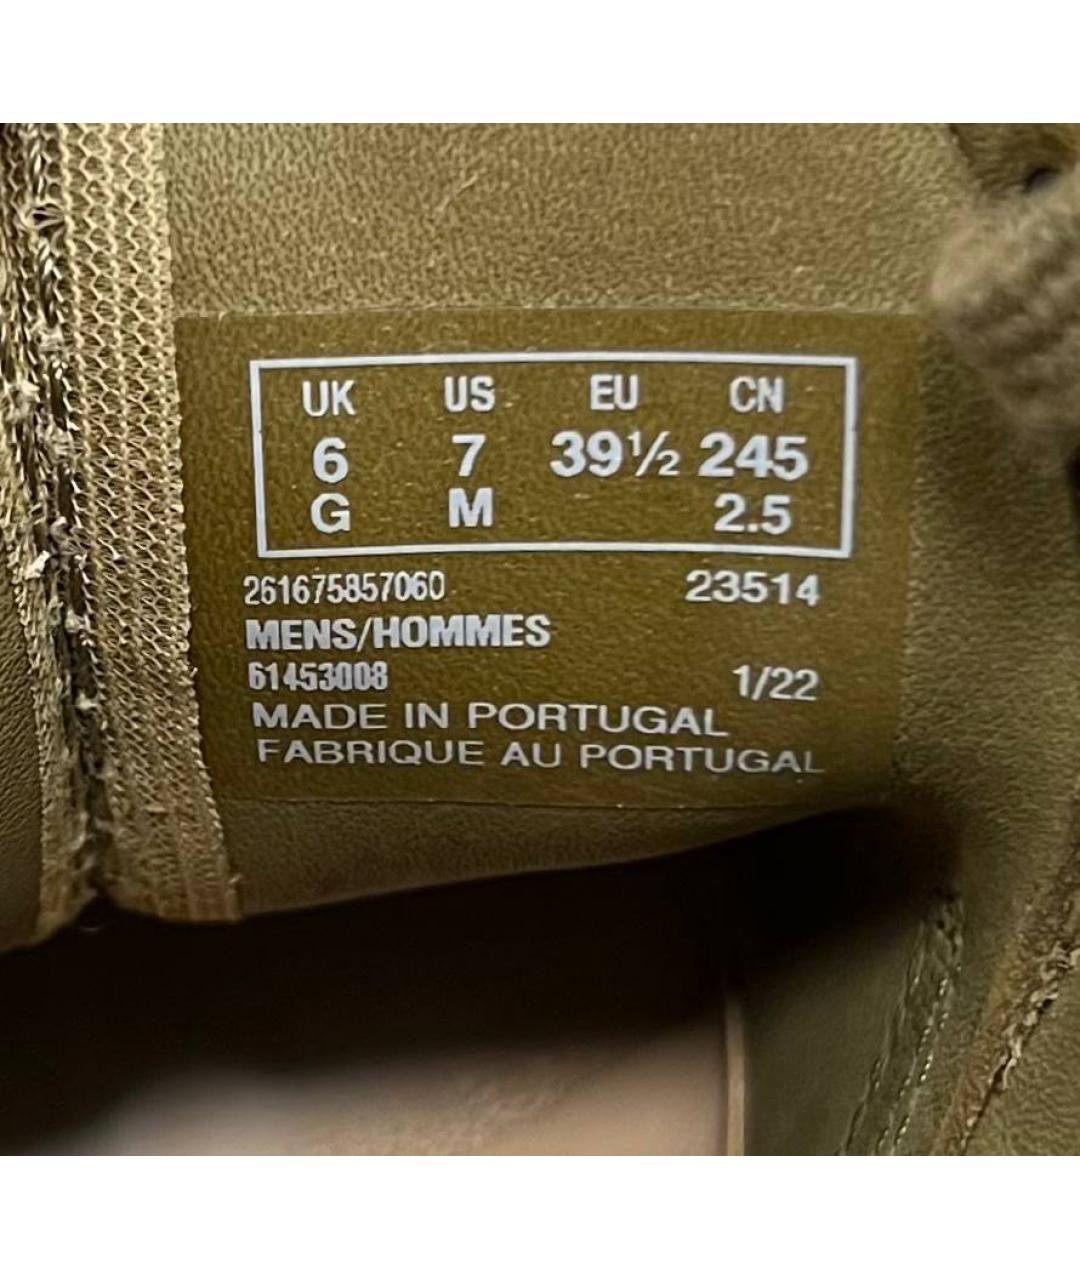 UK US EU CN
6 7 39½ 245
G M 2.5
261675857060 23514
MENS/HOMMES
61453008 1/22
MADE IN PORTUGAL
FABRIQUE AU PORTUGAL